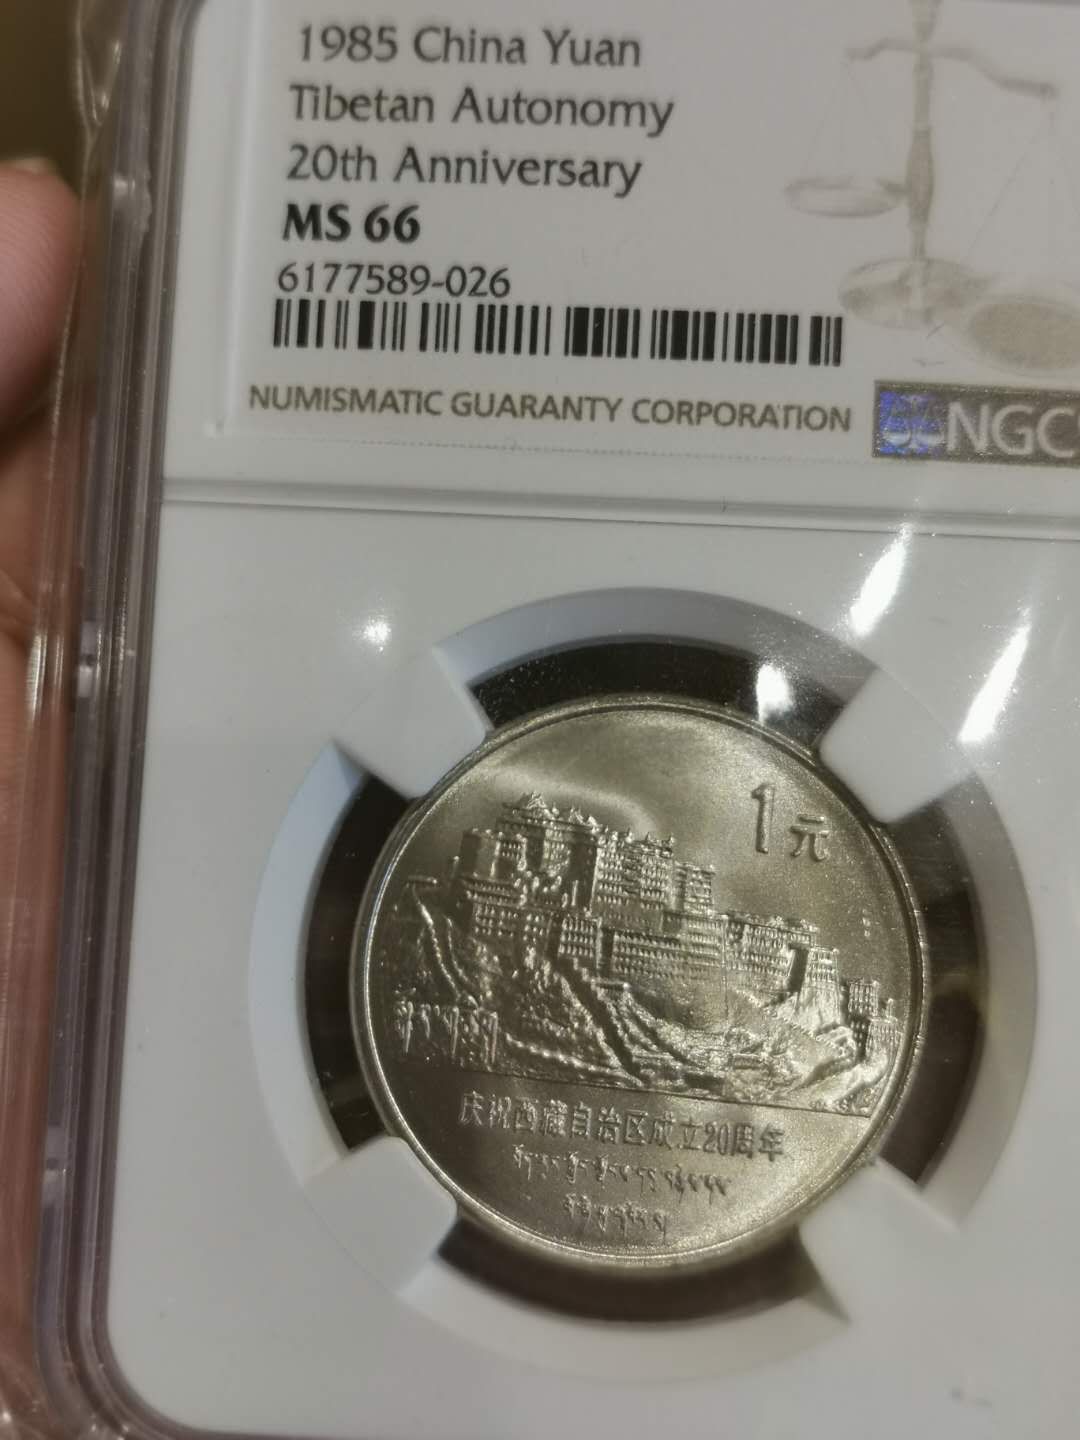 1985 China Yuan
Tibetan Autonomy
20th Anniversary
MS 66
6177589-026
NUMISMATIC GUARANTY CORPORATION
NGC
1元
庆祝西藏自治区成立20周年